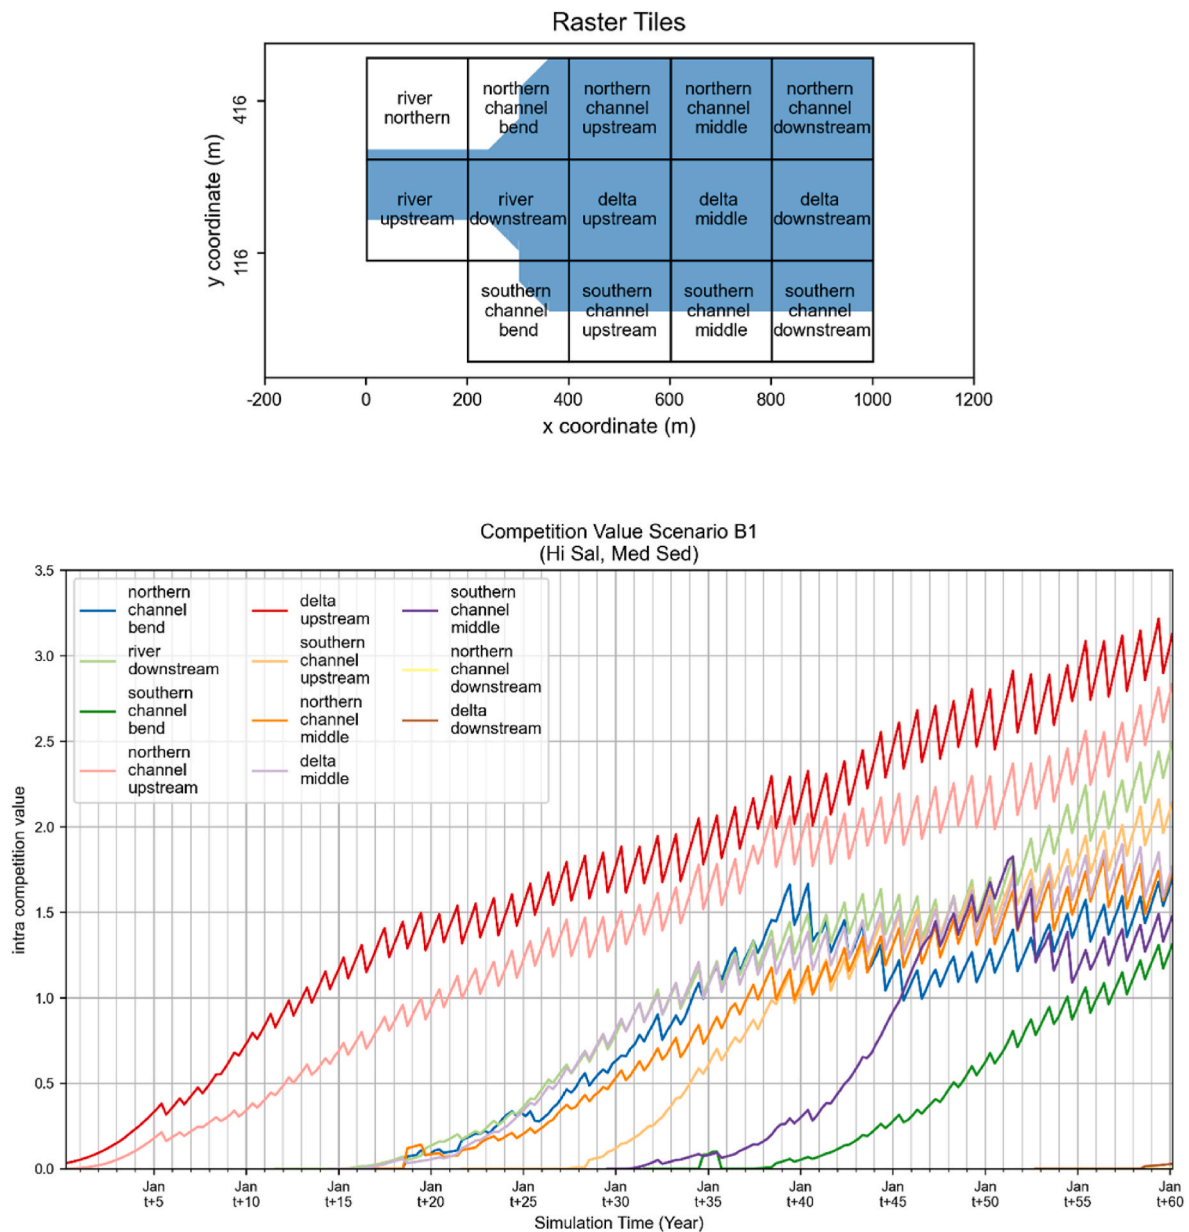 Raster Tiles
y coordinate (m)
416
116
river
northern
northern
channel
bend
northern
channel
upstream
northern
channel
middle
northern
channel
downstream
river
upstream
river
downstream
delta
upstream
delta
middle
delta
downstream
southern
channel
bend
southern
channel
upstream
southern
channel
middle
southern
channel
downstream
-200 0 200 400 600 800 1000 1200
x coordinate (m)
Competition Value Scenario B1
(Hi Sal, Med Sed)
intra competition value
3.5
3.0
2.5
2.0
1.5
1.0
0.5
0.0
northern
channel
bend
river
downstream
southern
channel
bend
northern
channel
upstream
delta
upstream
southern
channel
upstream
northern
channel
middle
delta
middle
southern
channel
middle
northern
channel
downstream
delta
downstream
Jan Jan Jan Jan Jan Jan Jan Jan Jan Jan Jan Jan
t+5 t+10 t+15 t+20 t+25 t+30 t+35 t+40 t+45 t+50 t+55 t+60
Simulation Time (Year)